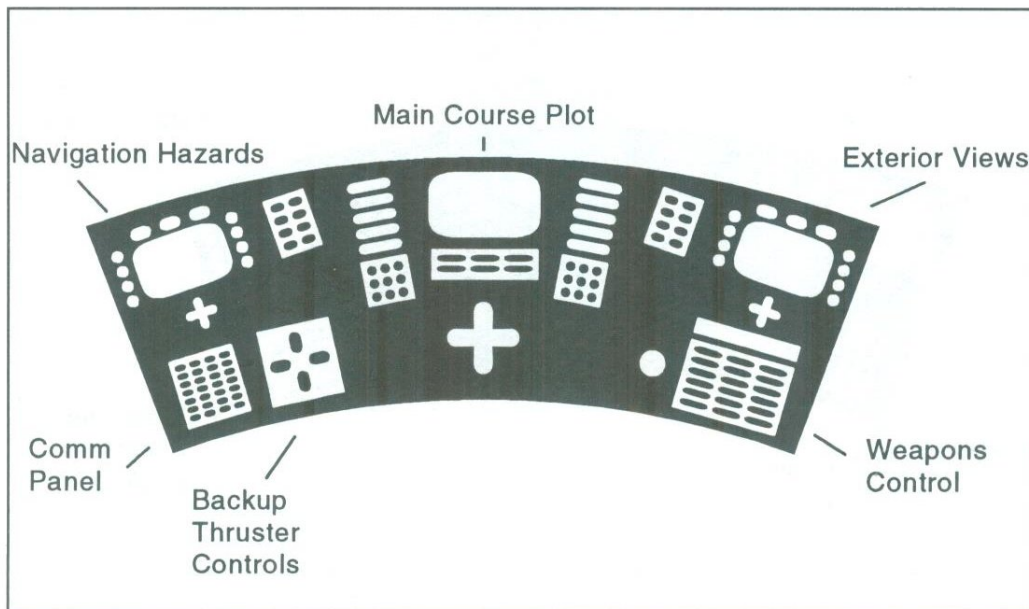 Main Course Plot
Navigation Hazards
Exterior Views
Comm
Panel
Weapons
Control
Backup
Thruster
Controls